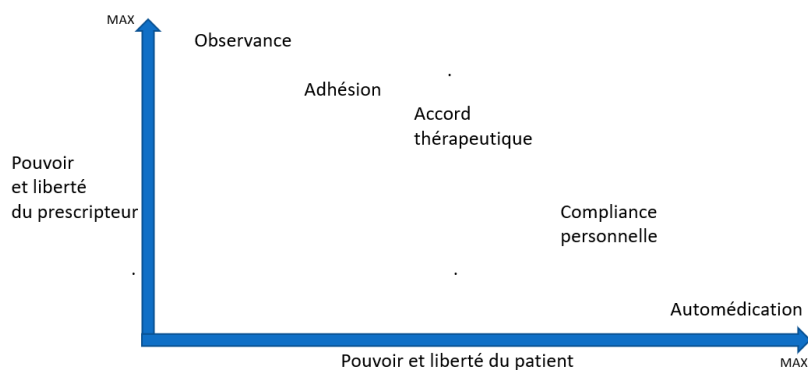 MAX
Observance
Adhésion
Accord
thérapeutique
Pouvoir
et liberté
du prescripteur
Compliance
personnelle
Automédication
Pouvoir et liberté du patient
MAX